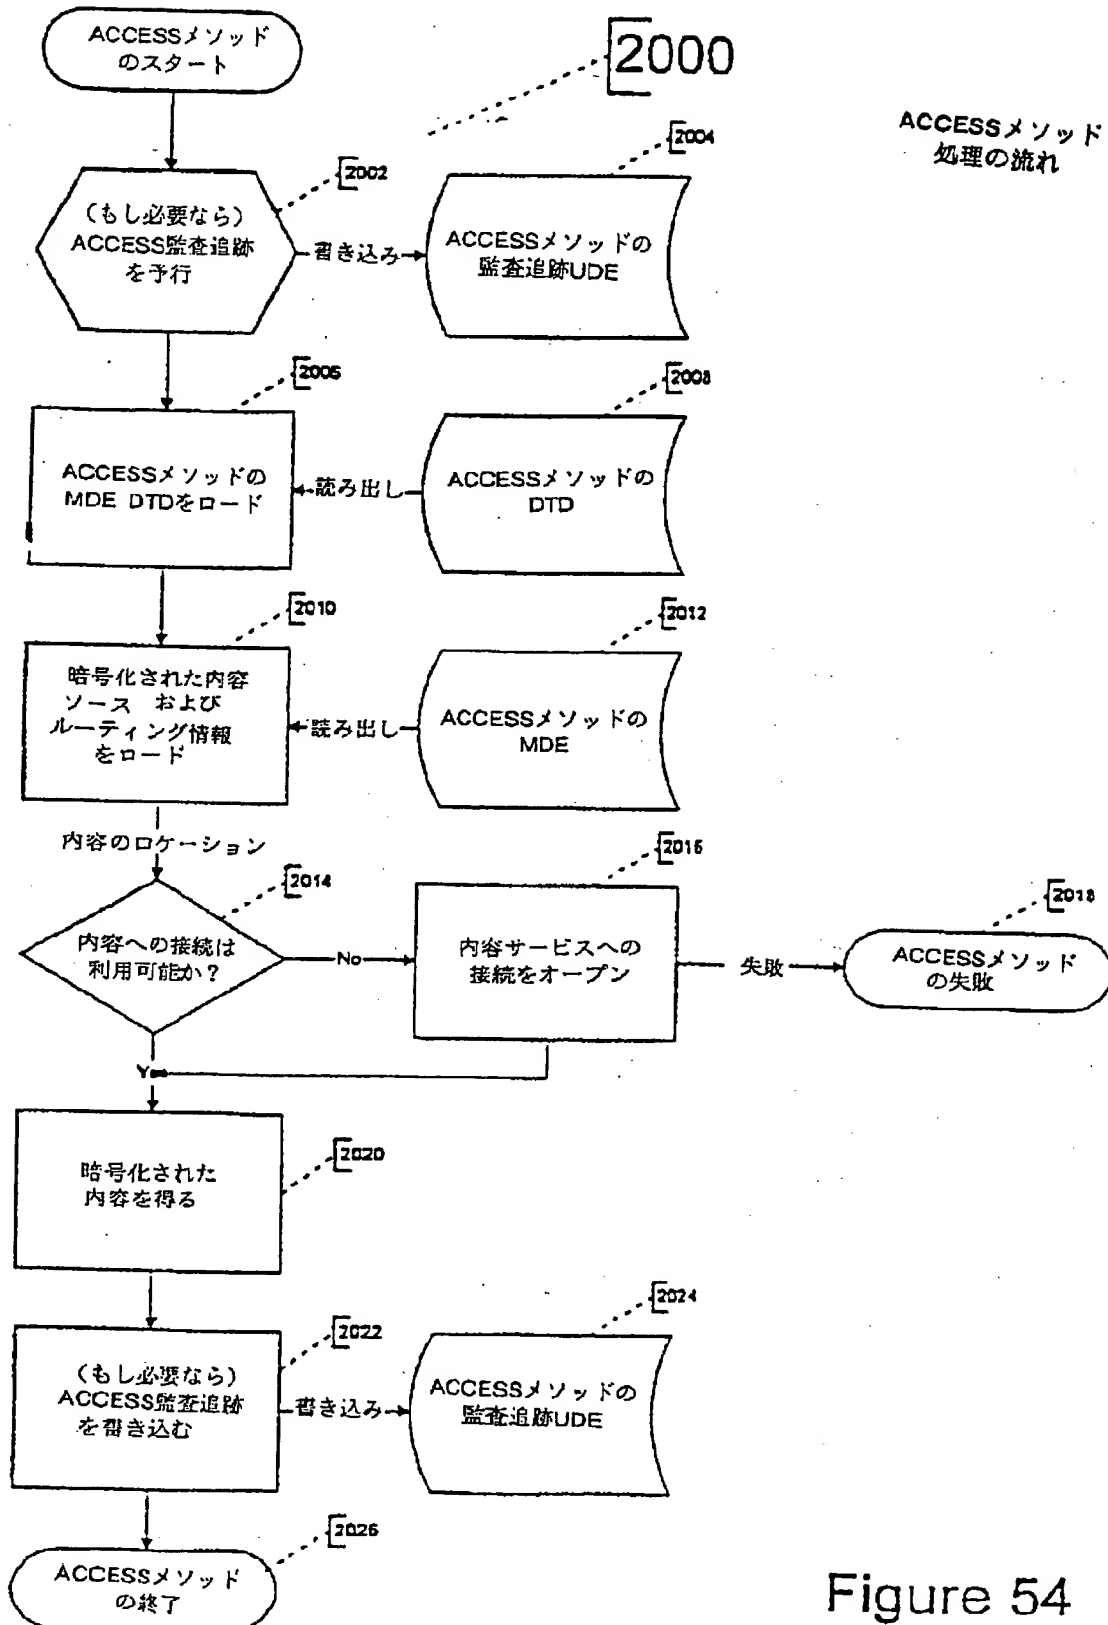 ACCESSメソッド
のスタート
2000
ACCESSメソッド
処理の流れ
2002
2004
(もし必要なら)
ACCESS監査追跡
を予行
書き込み
ACCESSメソッドの
監査追跡UDE
2006
2008
ACCESSメソッドの
MDE DTDをロード
読み出し
ACCESSメソッドの
DTD
2010
2012
暗号化された内容
ソース および
ルーティング情報
をロード
読み出し
ACCESSメソッドの
MDE
内容のロケーション
2014
2016
2018
内容への接続は
利用可能か?
No
内容サービスへの
接続をオープン
失敗
ACCESSメソッド
の失敗
Y
2020
暗号化された
内容を得る
2022
2024
(もし必要なら)
ACCESS監査追跡
を書き込む
書き込み
ACCESSメソッドの
監査追跡UDE
2026
ACCESSメソッド
の終了
Figure 54